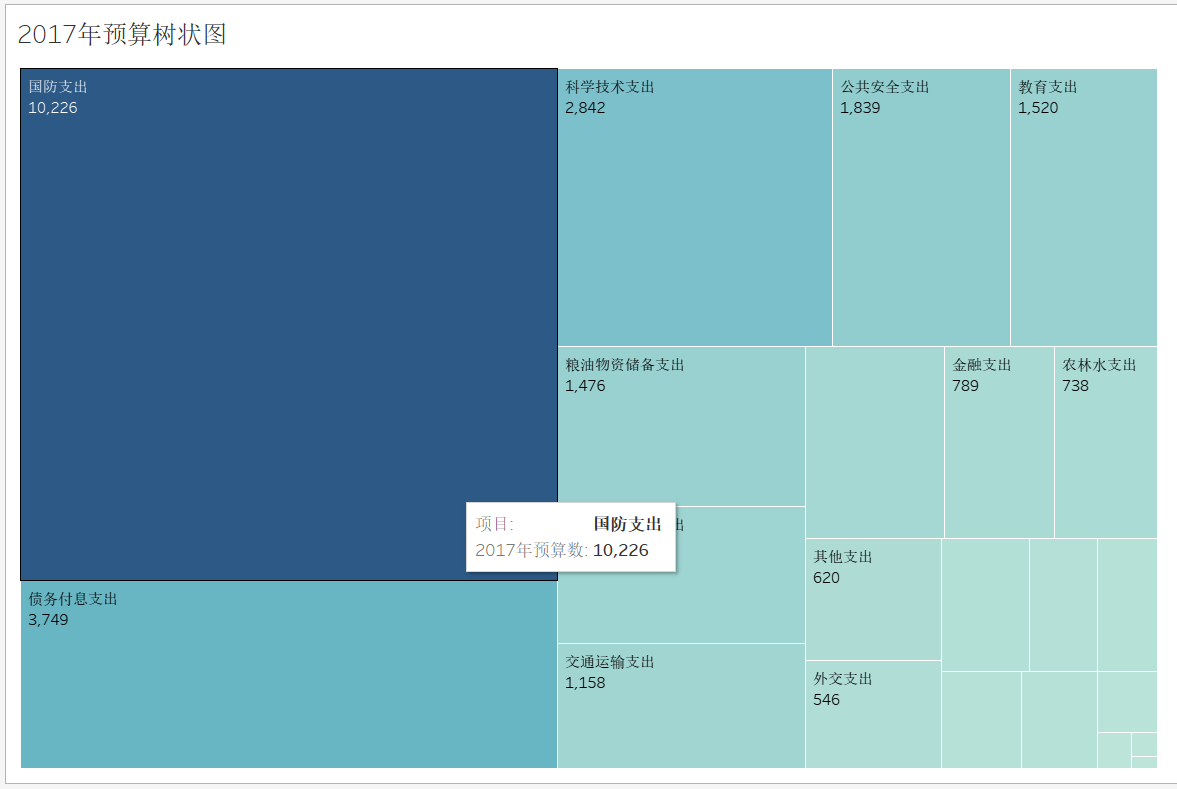 2017年预算树状图
国防支出
10,226
科学技术支出
2,842
公共安全支出
1,839
教育支出
1,520
粮油物资储备支出
1,476
金融支出
789
农林水支出
738
项目: 国防支出
2017年预算数: 10,226
出
其他支出
620
债务付息支出
3,749
交通运输支出
1,158
外交支出
546